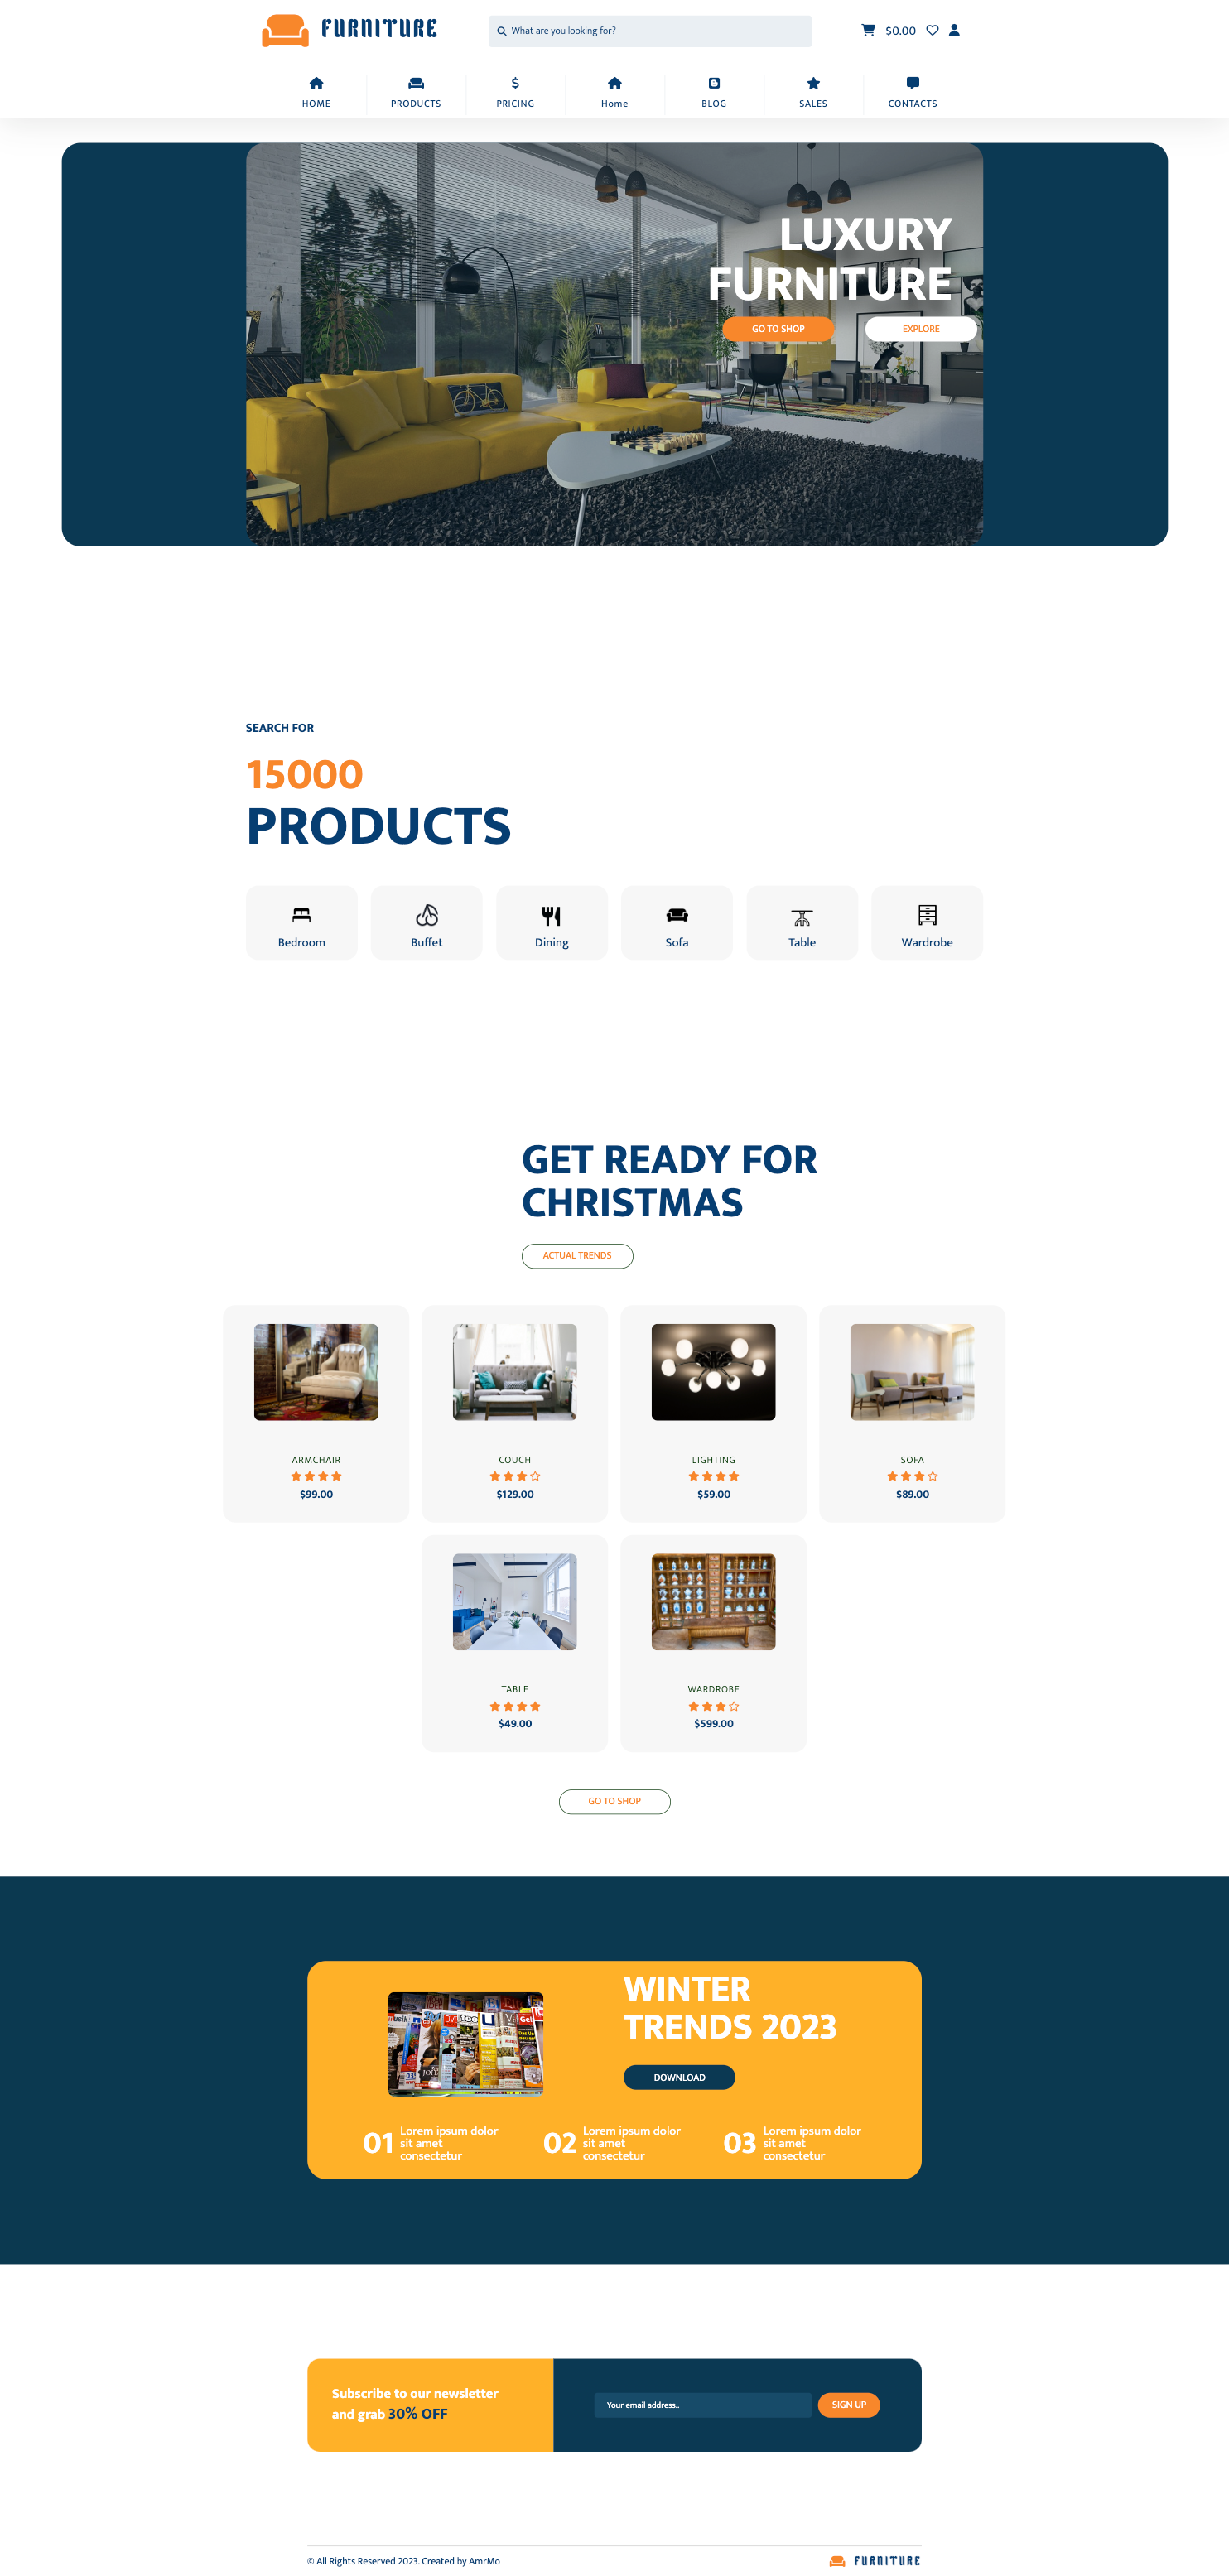 FURNITURE
What are you looking for?
$0.00
HOME
PRODUCTS
PRICING
Home
BLOG
SALES
CONTACTS
LUXURY
FURNITURE
GO TO SHOP
EXPLORE
SEARCH FOR
15000
PRODUCTS
Bedroom
Buffet
Dining
Sofa
Table
Wardrobe
GET READY FOR
CHRISTMAS
ACTUAL TRENDS
ARMCHAIR
$99.00
COUCH
$129.00
LIGHTING
$59.00
SOFA
$89.00
TABLE
$49.00
WARDROBE
$599.00
GO TO SHOP
WINTER
TRENDS 2023
DOWNLOAD
01
Lorem ipsum dolor
sit amet
consectetur
02
Lorem ipsum dolor
sit amet
consectetur
03
Lorem ipsum dolor
sit amet
consectetur
Subscribe to our newsletter
and grab 30% OFF
Your email address..
SIGN UP
© All Rights Reserved 2023. Created by AmrMo
FURNITURE